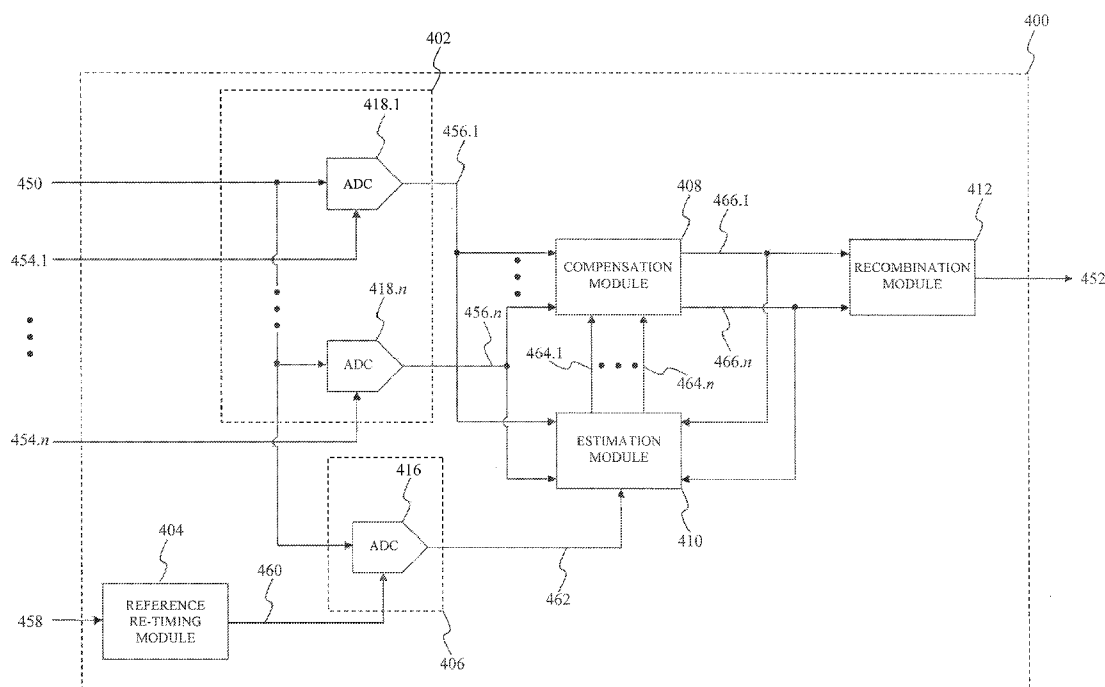 400
402
418.1
456.1
450
ADC
408
466.1
412
454.1
COMPENSATION
MODULE
RECOMBINATION
MODULE
452
418.n
456.n
464.1
466.n
ADC
464.n
454.n
ESTIMATION
MODULE
416
404
410
ADC
460
462
458
REFERENCE
RE-TIMING
MODULE
406